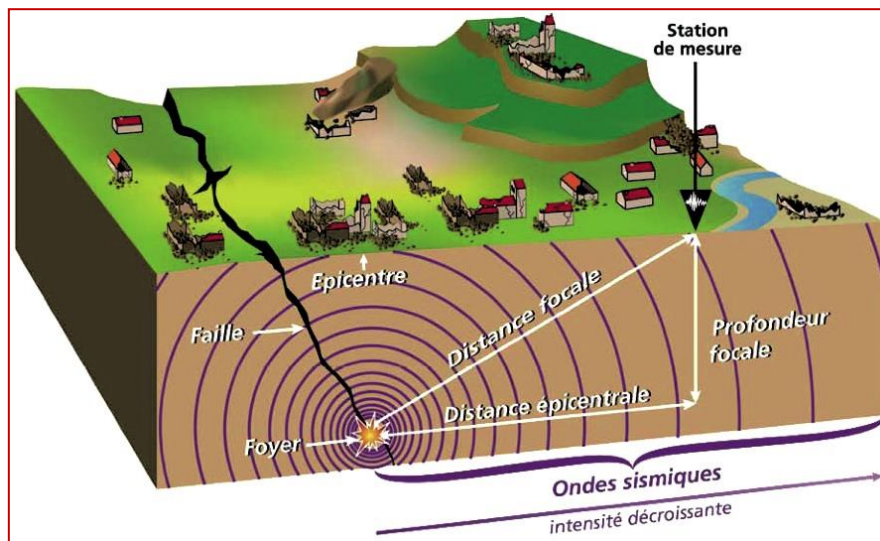 Station
de mesure
Epicentre
Faille
Distance focale
Profondeur
focale
Distance épicentrale
Foyer
Ondes sismiques
intensité décroissante